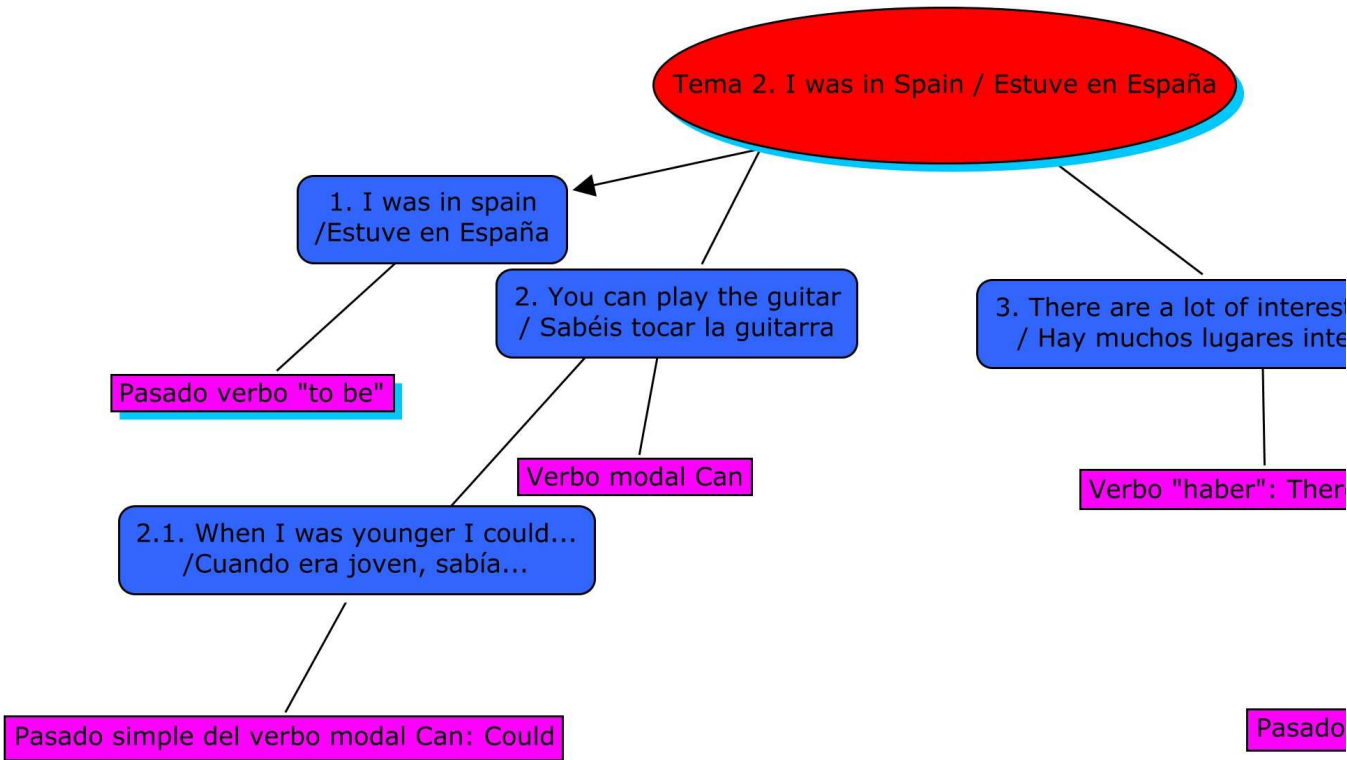 Tema 2. I was in Spain / Estuve en España
1. I was in spain
/Estuve en España
2. You can play the guitar
/ Sabéis tocar la guitarra
3. There are a lot of
/ Hay muchos lugares
Pasado verbo "to be"
Verbo modal Can
Verbo "haber":
2.1. When I was younger I could...
/Cuando era joven, sabía...
Pasado simple del verbo modal Can: Could
Pasado